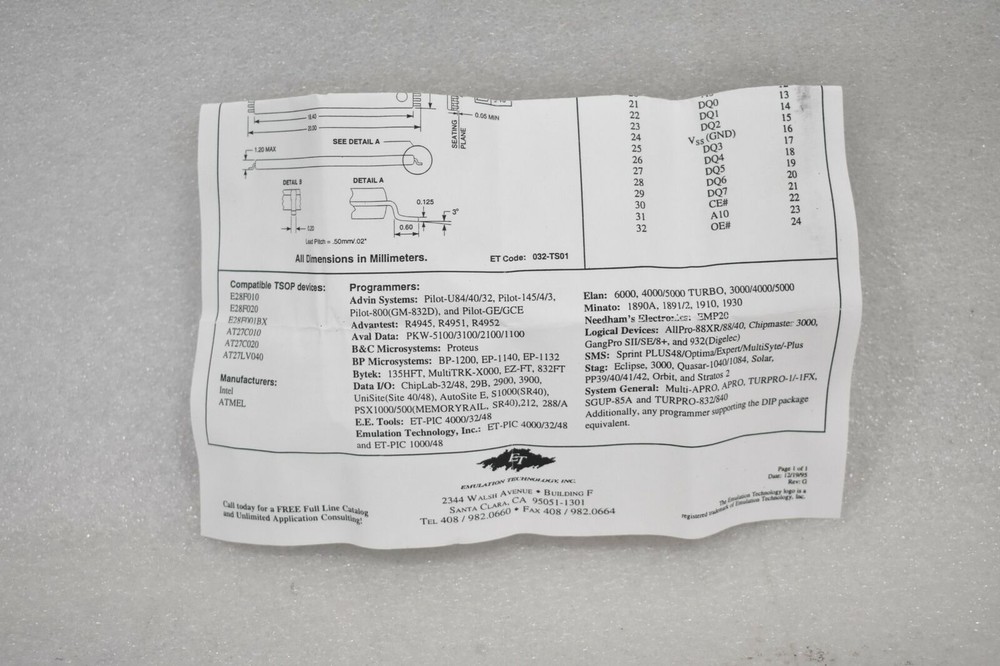 21 DQ0 13
22 DQ1 14
23 DQ2 15
24 VSS (GND) 16
25 DQ3 17
26 DQ4 18
27 DQ5 19
28 DQ6 20
29 DQ7 21
30 CE# 22
31 A10 23
32 OE# 24
0.05 MIN
SEATING
PLANE
SEE DETAIL A
1.20 MAX
DETAIL B
DETAIL A
0.125
3°
0.60
Lead Pitch = .50mm/.02"
All Dimensions in Millimeters.
ET Code: 032-TS01
Compatible TSOP devices:
E28F010
E28F020
E28F001BX
AT27C010
AT27C020
AT27LV040
Manufacturers:
Intel
ATMEL
Programmers:
Advin Systems: Pilot-U84/40/32, Pilot-145/4/3,
Pilot-800(GM-832D), and Pilot-GE/GCE
Advantest: R4945, R4951, R4952
Aval Data: PKW-5100/3100/2100/1100
B&C Microsystems: Proteus
BP Microsystems: BP-1200, EP-1140, EP-1132
Bytek: 135HFT, MultiTRK-X000, EZ-FT, 832FT
Data I/O: ChipLab-32/48, 29B, 2900, 3900,
UniSite(Site 40/48), AutoSite E, S1000(SR40),
PSX1000/500(MEMORYRAIL, SR40),212, 288/A
E.E. Tools: ET-PIC 4000/32/48
Emulation Technology, Inc.: ET-PIC 4000/32/48
and ET-PIC 1000/48
Elan: 6000, 4000/5000 TURBO, 3000/4000/5000
Minato: 1890A, 1891/2, 1910, 1930
Needham's Electronics: EMP20
Logical Devices: AllPro-88XR/88/40, Chipmaster 3000,
GangPro SII/SE/8+, and 932(Digelec)
SMS: Sprint PLUS48/Optima/Expert/MultiSyte/-Plus
Stag: Eclipse, 3000, Quasar-1040/1084, Solar,
PP39/40/41/42, Orbit, and Stratos 2
System General: Multi-APRO, APRO, TURPRO-1/-1FX,
SGUP-85A and TURPRO-832/840
Additionally, any programmer supporting the DIP package
equivalent.
ET
EMULATION TECHNOLOGY, INC.
2344 WALSH AVENUE • BUILDING F
SANTA CLARA, CA 95051-1301
TEL 408 / 982.0660 • FAX 408 / 982.0664
Call today for a FREE Full Line Catalog
and Unlimited Application Consulting!
Page 1 of 1
Date: 12/19/95
Rev: G
The Emulation Technology logo is a
registered trademark of Emulation Technology, Inc.